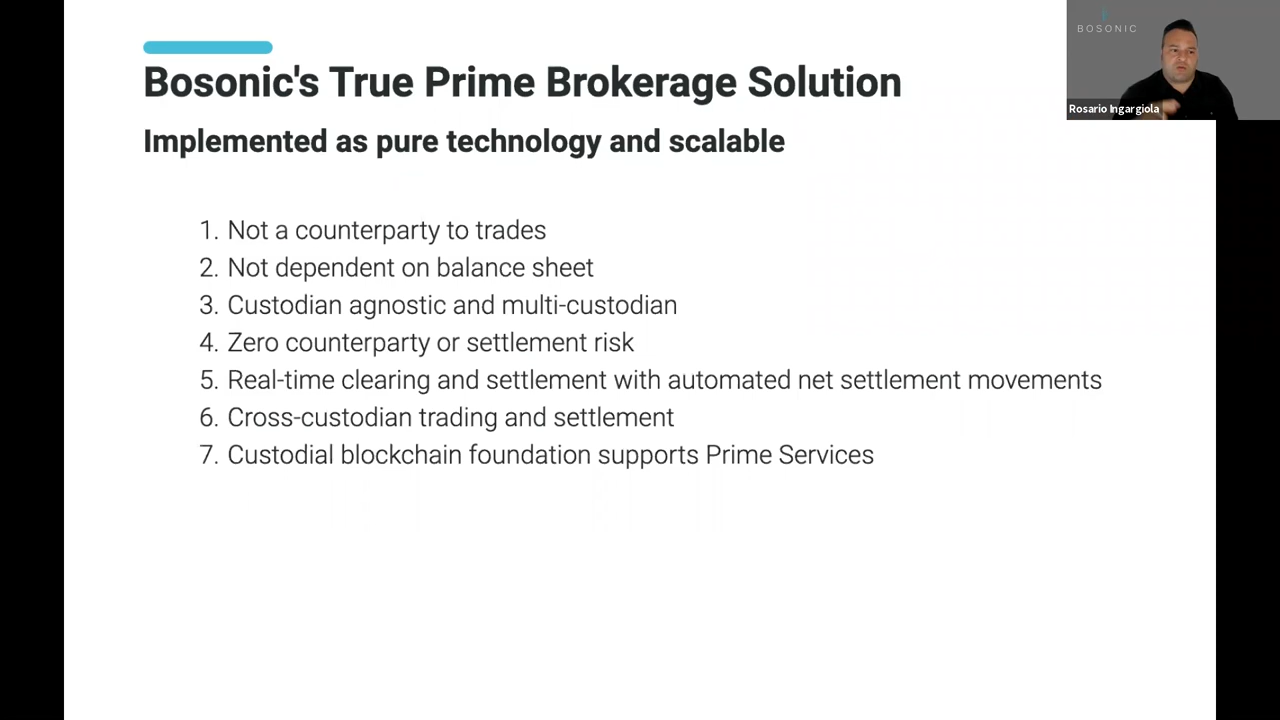 Bosonic's True Prime Brokerage Solution
Implemented as pure technology and scalable
1. Not a counterparty to trades
2. Not dependent on balance sheet
3. Custodian agnostic and multi-custodian
4. Zero counterparty or settlement risk
5. Real-time clearing and settlement with automated net settlement movements
6. Cross-custodian trading and settlement
7. Custodial blockchain foundation supports Prime Services
BOSONIC
Rosario Ingargiola